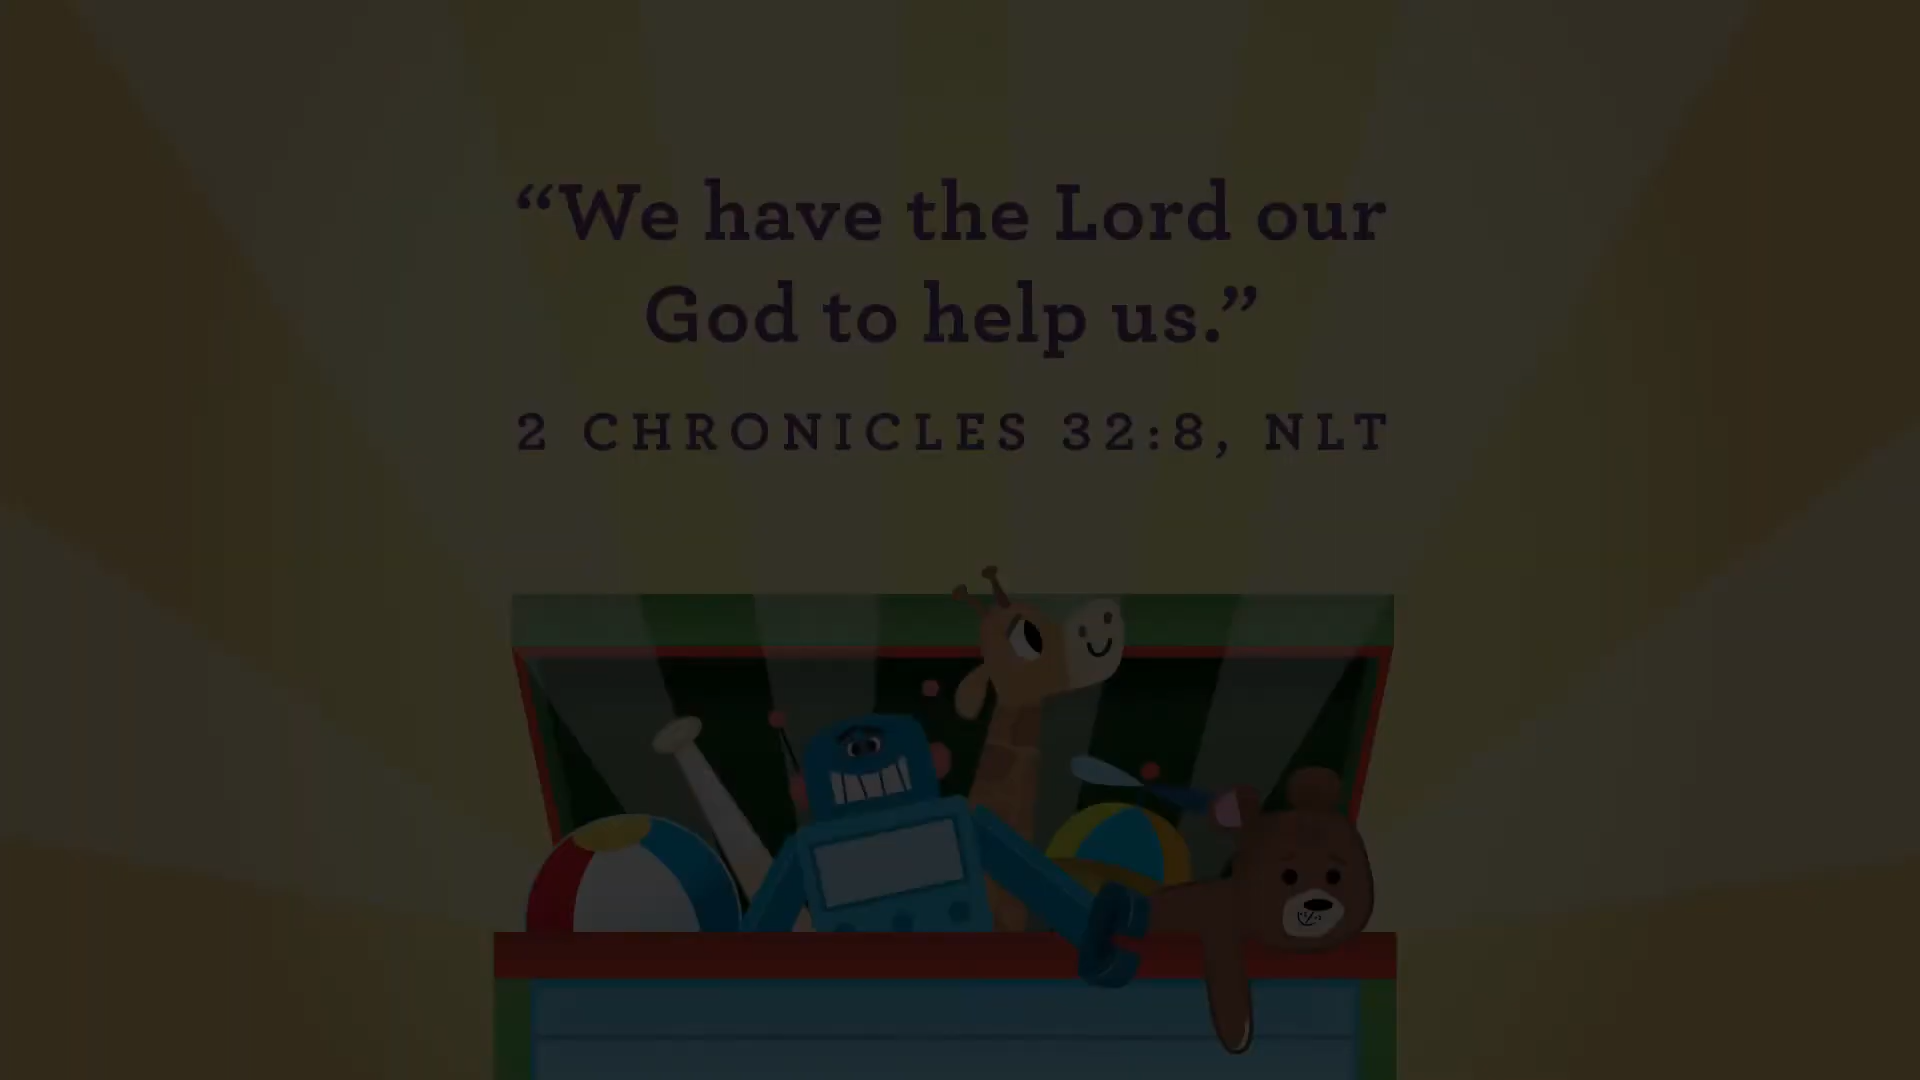 “We have the Lord our
God to help us.”
2 CHRONICLES 32:8, NLT